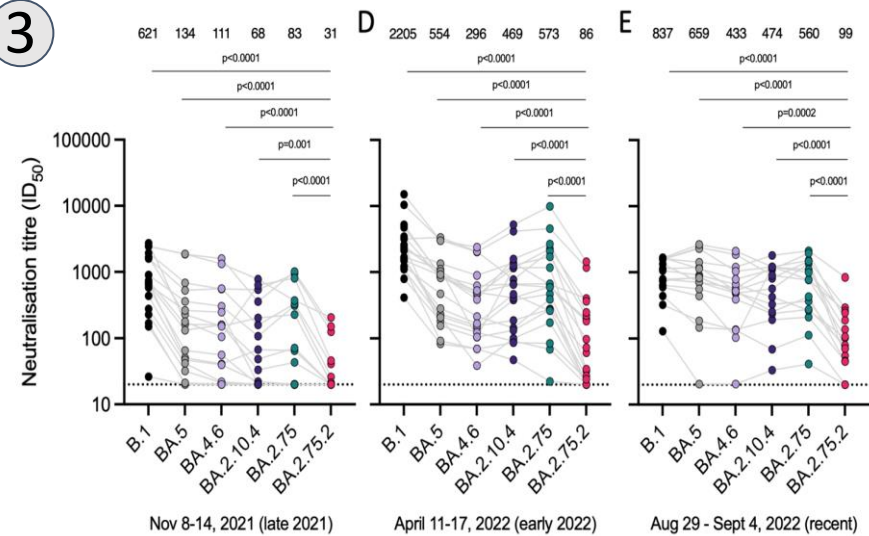 3
621 134 111 68 83 31
p<0.0001
p<0.0001
p<0.0001
p=0.001
p<0.0001
D
2205 554 296 469 573 86
p<0.0001
p<0.0001
p<0.0001
p<0.0001
p<0.0001
E
837 659 433 474 560 99
p<0.0001
p<0.0001
p=0.0002
p<0.0001
p<0.0001
Neutralisation titre (ID50)
100000
10000
1000
100
10
B.1 BA.5 BA.4.6 BA.2.10.4 BA.2.75 BA.2.75.2
B.1 BA.5 BA.4.6 BA.2.10.4 BA.2.75 BA.2.75.2
B.1 BA.5 BA.4.6 BA.2.10.4 BA.2.75 BA.2.75.2
Nov 8-14, 2021 (late 2021)
April 11-17, 2022 (early 2022)
Aug 29 - Sept 4, 2022 (recent)